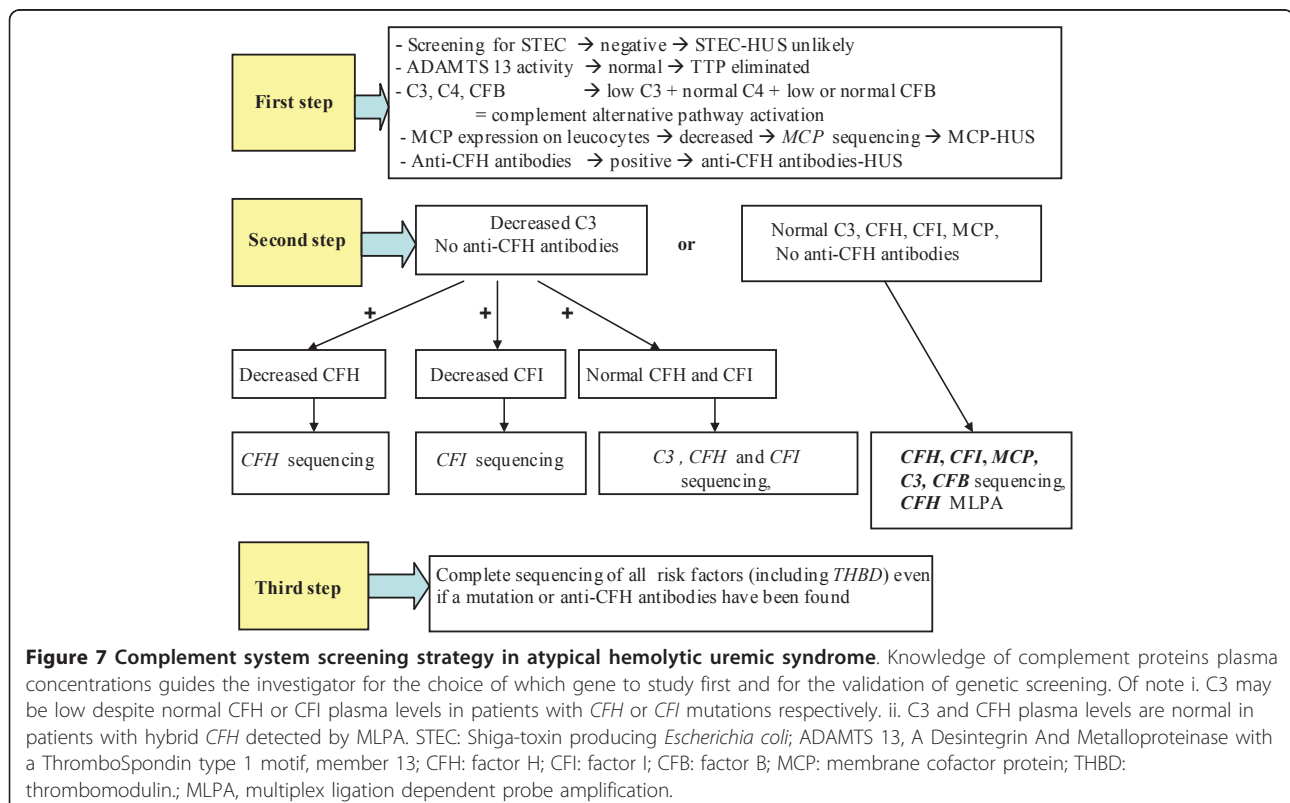 First step
- Screening for STEC → negative → STEC-HUS unlikely
- ADAMTS 13 activity → normal → TTP eliminated
- C3, C4, CFB → low C3 + normal C4 + low or normal CFB
= complement alternative pathway activation
- MCP expression on leucocytes → decreased → MCP sequencing → MCP-HUS
- Anti-CFH antibodies → positive → anti-CFH antibodies-HUS
Second step
Decreased C3
No anti-CFH antibodies
or
Normal C3, CFH, CFI, MCP,
No anti-CFH antibodies
+ + +
Decreased CFH
Decreased CFI
Normal CFH and CFI
CFH sequencing
CFI sequencing
C3 , CFH and CFI
sequencing,
CFH, CFI, MCP,
C3, CFB sequencing,
CFH MLPA
Third step
Complete sequencing of all risk factors (including THBD) even
if a mutation or anti-CFH antibodies have been found
Figure 7 Complement system screening strategy in atypical hemolytic uremic syndrome. Knowledge of complement proteins plasma
concentrations guides the investigator for the choice of which gene to study first and for the validation of genetic screening. Of note i. C3 may
be low despite normal CFH or CFI plasma levels in patients with CFH or CFI mutations respectively. ii. C3 and CFH plasma levels are normal in
patients with hybrid CFH detected by MLPA. STEC: Shiga-toxin producing Escherichia coli; ADAMTS 13, A Desintegrin And Metalloproteinase with
a ThromboSpondin type 1 motif, member 13; CFH: factor H; CFI: factor I; CFB: factor B; MCP: membrane cofactor protein; THBD:
thrombomodulin.; MLPA, multiplex ligation dependent probe amplification.